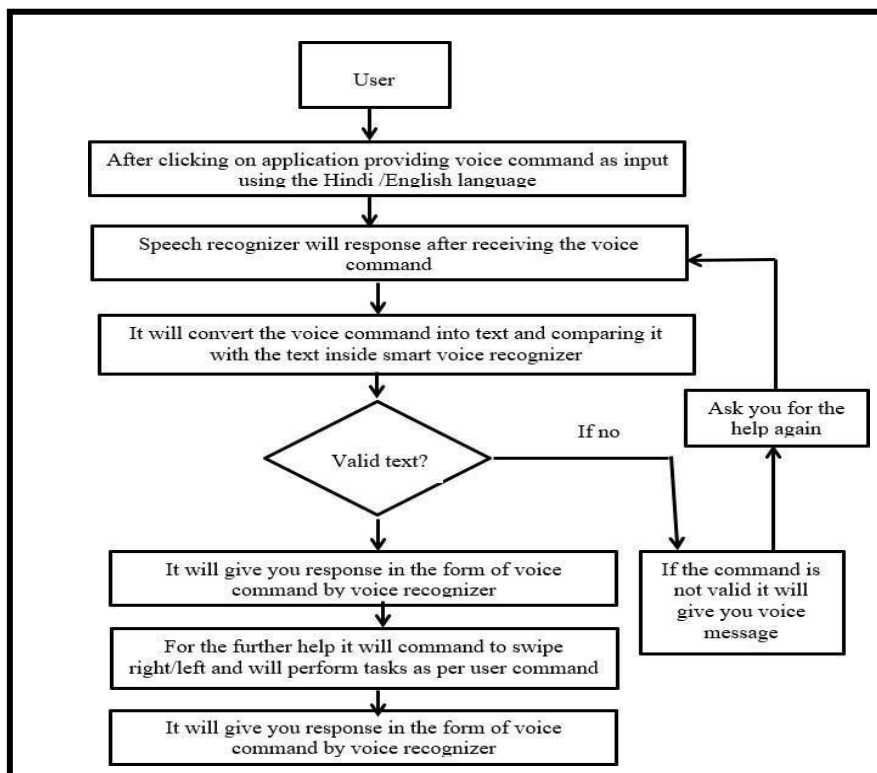 User
After clicking on application providing voice command as input
using the Hindi /English language
Speech recognizer will response after receiving the voice
command
It will convert the voice command into text and comparing it
with the text inside smart voice recognizer
Ask you for the
help again
If no
Valid text?
It will give you response in the form of voice
command by voice recognizer
If the command is
not valid it will
give you voice
message
For the further help it will command to swipe
right/left and will perform tasks as per user command
It will give you response in the form of voice
command by voice recognizer